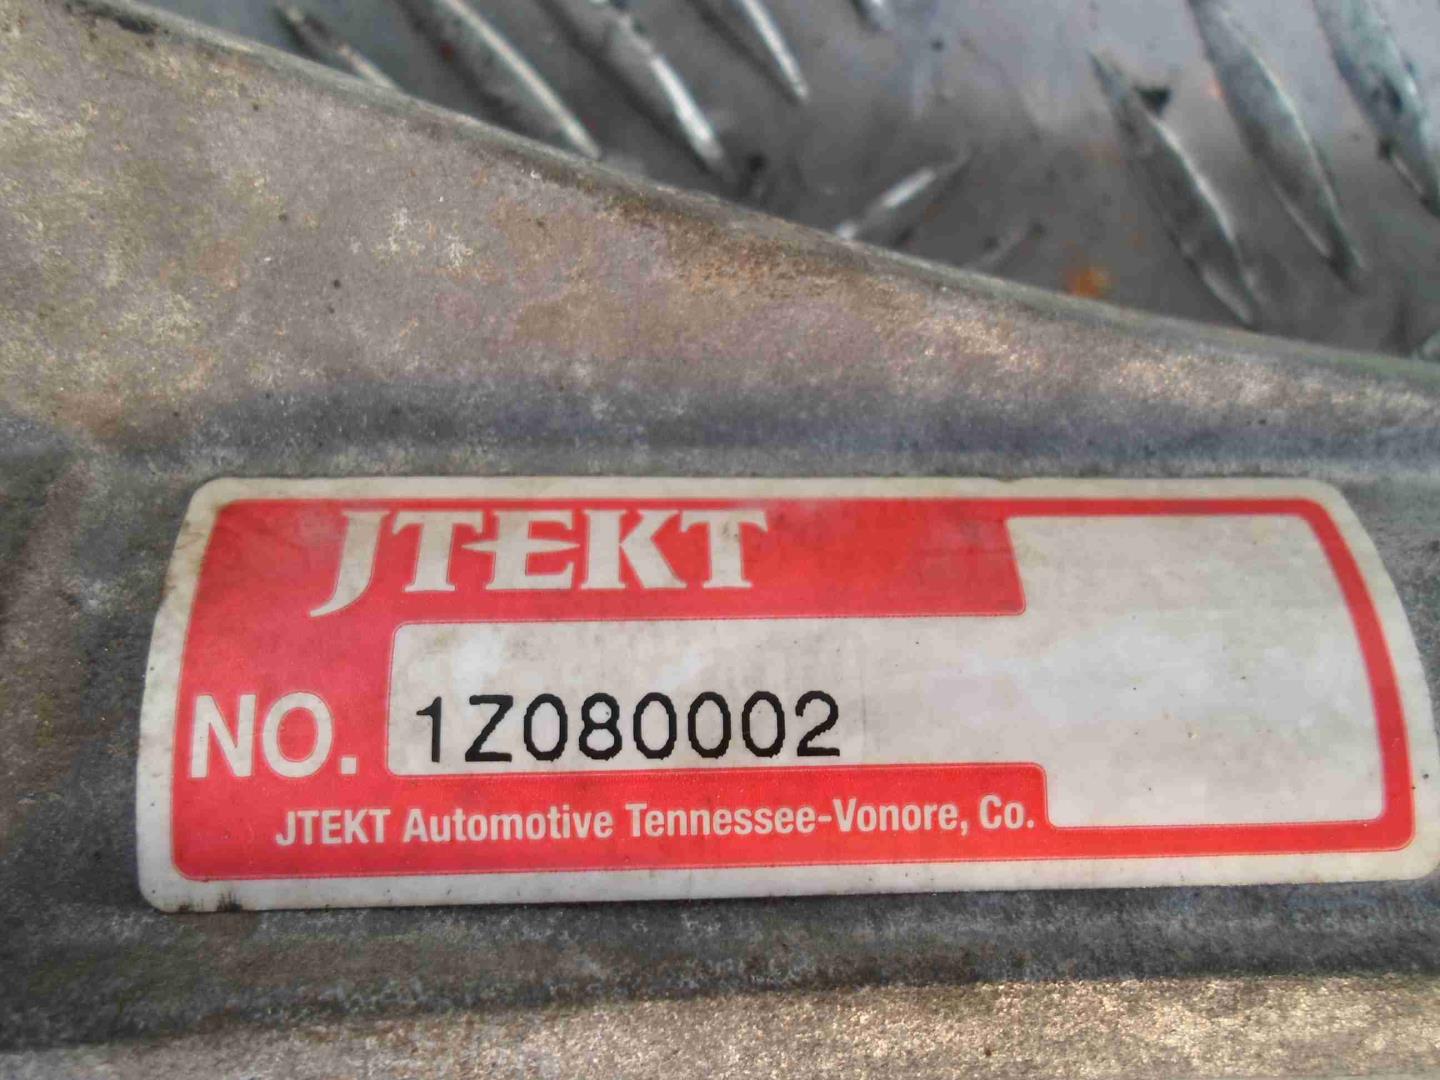 JTEKT
NO. 1Z080002
JTEKT Automotive Tennessee-Vonore, Co.